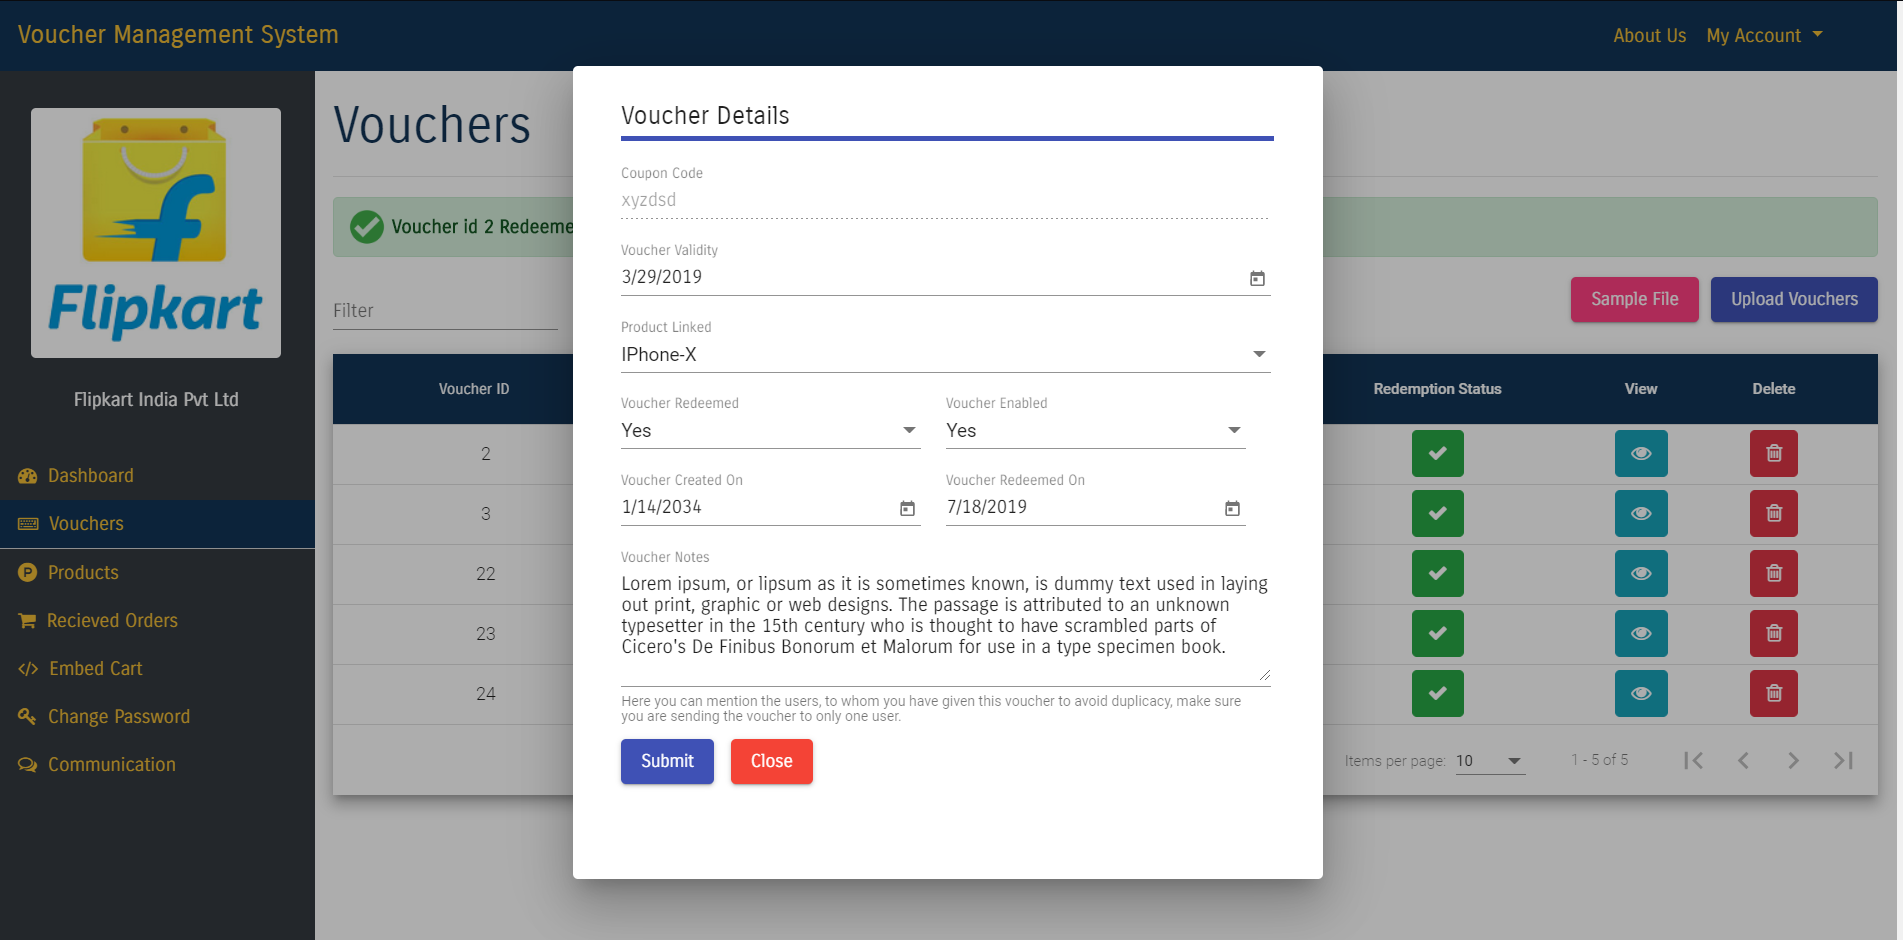 Voucher Management System
About Us My Account
Flipkart
Flipkart India Pvt Ltd
Dashboard
Vouchers
Products
Recieved Orders
Embed Cart
Change Password
Communication
Vouchers
Voucher id 2 Redeeme
Filter
Sample File Upload Vouchers
Voucher ID Redemption Status View Delete
2
3
22
23
24
Items per page: 10 1 - 5 of 5
Voucher Details
Coupon Code
xyzdsd
Voucher Validity
3/29/2019
Product Linked
IPhone-X
Voucher Redeemed Voucher Enabled
Yes Yes
Voucher Created On Voucher Redeemed On
1/14/2034 7/18/2019
Voucher Notes
Lorem ipsum, or lipsum as it is sometimes known, is dummy text used in laying
out print, graphic or web designs. The passage is attributed to an unknown
typesetter in the 15th century who is thought to have scrambled parts of
Cicero's De Finibus Bonorum et Malorum for use in a type specimen book.
Here you can mention the users, to whom you have given this voucher to avoid duplicacy, make sure
you are sending the voucher to only one user.
Submit Close